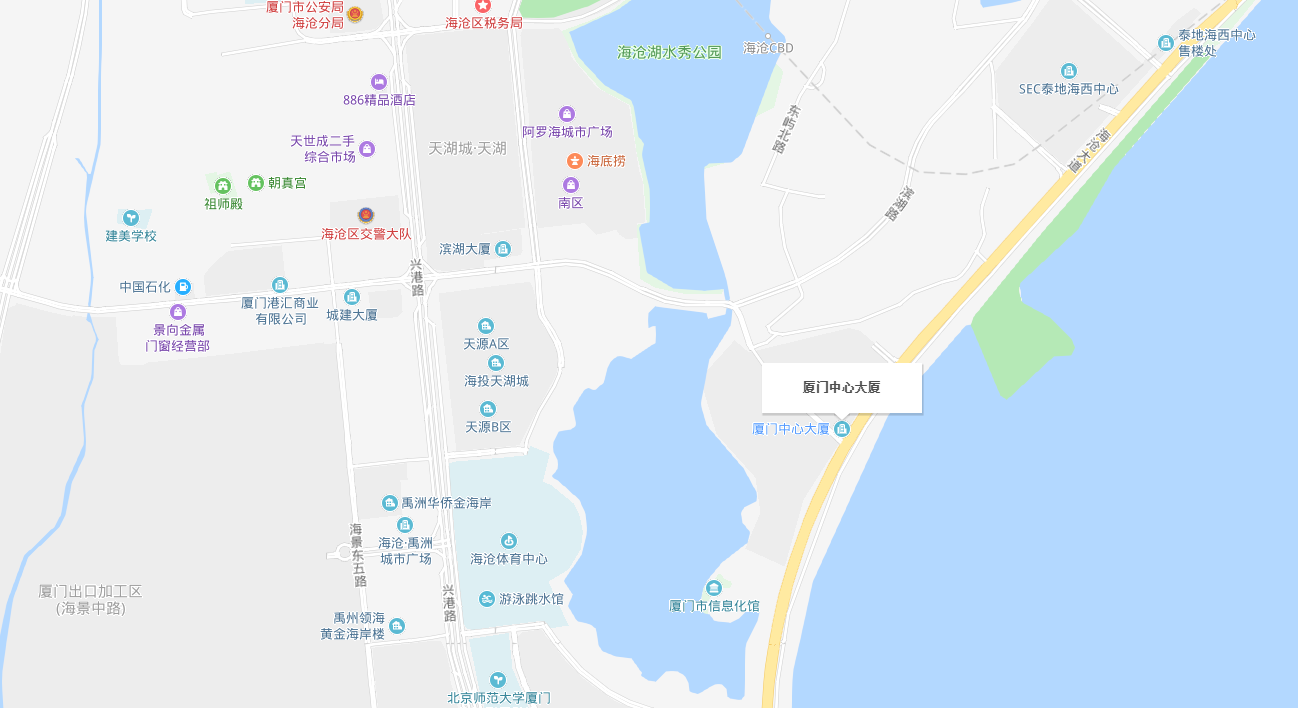 厦门市公安局
海沧分局
海沧区税务局
海沧湖水秀公园
海沧CBD
泰地海西中心
售楼处
SEC泰地海西中心
886精品酒店
阿罗海城市广场
东屿北路
海沧大道
天世成二手
综合市场
天湖城·天湖
海底捞
朝真宫
祖师殿
南区
滨湖路
建美学校
海沧区交警大队
滨湖大厦
兴港路
中国石化
厦门港汇商业
有限公司
城建大厦
景向金属
门窗经营部
天源A区
海投天湖城
天源B区
厦门中心大厦
厦门中心大厦
禹洲华侨金海岸
海沧·禹洲
城市广场
海景东五路
海沧体育中心
厦门出口加工区
(海景中路)
兴港路
游泳跳水馆
厦门市信息化馆
禹州领海
黄金海岸楼
北京师范大学厦门